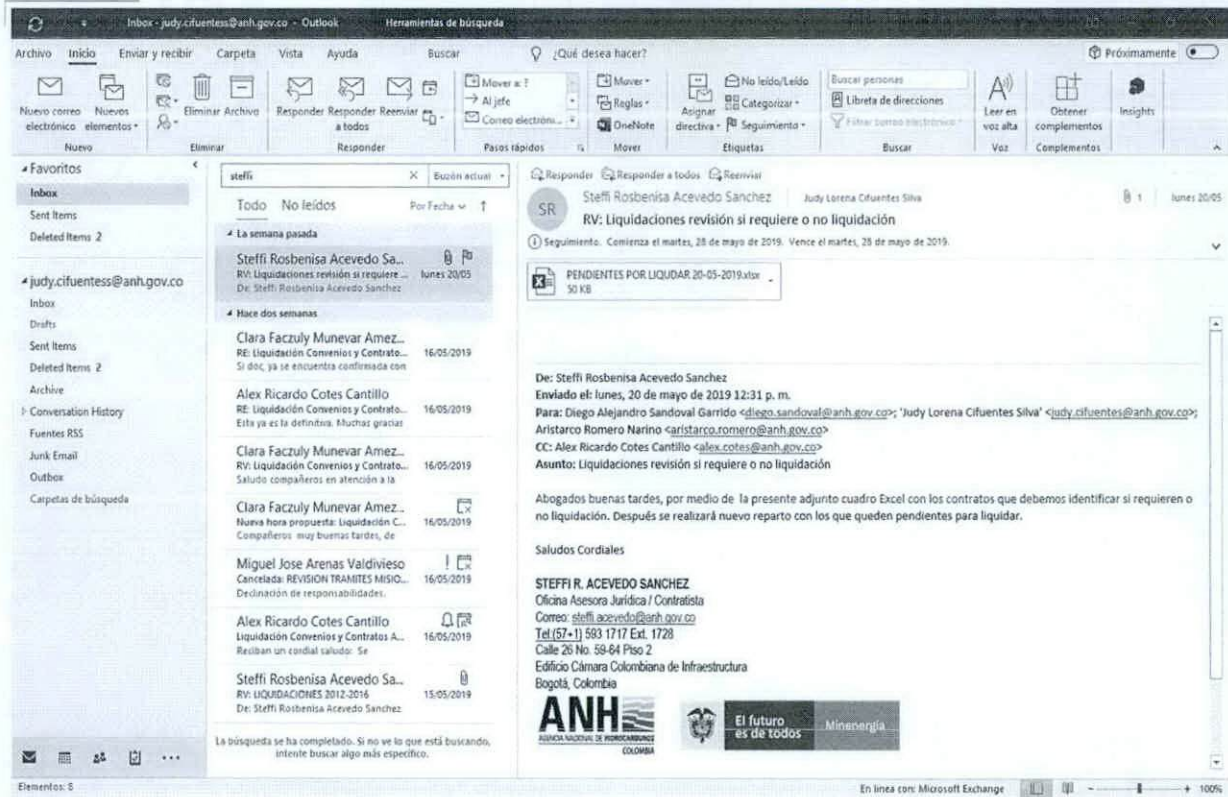 Inbox - judy.cifuentess@anh.gov.co - Outlook
Herramientas de búsqueda
Archivo Inicio Enviar y recibir Carpeta Vista Ayuda Buscar ¿Qué desea hacer? Próximamente
Nuevo correo electrónico
Nuevos elementos
Eliminar Archivo
Responder Responder a todos Reenviar
Mover a: ?
Al jefe
Correo electróni...
Mover
Reglas
OneNote
Asignar directiva
No leído/Leído
Categorizar
Seguimiento
Buscar personas
Libreta de direcciones
Filtrar correo electrónico
Leer en voz alta
Obtener complementos
Insights
Nuevo Eliminar Responder Pasos rápidos Mover Etiquetas Buscar Voz Complementos
Favoritos
Inbox
Sent Items
Deleted Items 2
judy.cifuentess@anh.gov.co
Inbox
Drafts
Sent Items
Deleted Items 2
Archive
Conversation History
Fuentes RSS
Junk Email
Outbox
Carpetas de búsqueda
steffi Buzón actual
Todo No leídos Por Fecha
La semana pasada
Steffi Rosbenisa Acevedo Sa...
RV: Liquidaciones revisión si requiere ... lunes 20/05
De: Steffi Rosbenisa Acevedo Sanchez
Hace dos semanas
Clara Faczuly Munevar Amez...
RE: Liquidación Convenios y Contrato... 16/05/2019
Si doc, ya se encuentra confirmada con
Alex Ricardo Cotes Cantillo
RE: Liquidación Convenios y Contrato... 16/05/2019
Esta ya es la definitiva. Muchas gracias
Clara Faczuly Munevar Amez...
RV: Liquidación Convenios y Contrato... 16/05/2019
Saludo compañeros en atención a la
Clara Faczuly Munevar Amez...
Nueva hora propuesta: Liquidación C... 16/05/2019
Compañeros muy buenas tardes, de
Miguel Jose Arenas Valdivieso
Cancelada: REVISION TRAMITES MISIO... 16/05/2019
Declinación de responsabilidades.
Alex Ricardo Cotes Cantillo
Liquidación Convenios y Contratos A... 16/05/2019
Reciban un cordial saludo: Se
Steffi Rosbenisa Acevedo Sa...
RV: LIQUIDACIONES 2012-2016 15/05/2019
De: Steffi Rosbenisa Acevedo Sanchez
La búsqueda se ha completado. Si no ve lo que está buscando,
intente buscar algo más específico.
Responder Responder a todos Reenviar
SR
Steffi Rosbenisa Acevedo Sanchez Judy Lorena Cifuentes Silva 1 lunes 20/05
RV: Liquidaciones revisión si requiere o no liquidación
Seguimiento. Comienza el martes, 28 de mayo de 2019. Vence el martes, 28 de mayo de 2019.
PENDIENTES POR LIQUDAR 20-05-2019.xlsx
50 KB
De: Steffi Rosbenisa Acevedo Sanchez
Enviado el: lunes, 20 de mayo de 2019 12:31 p. m.
Para: Diego Alejandro Sandoval Garrido <diego.sandoval@anh.gov.co>; 'Judy Lorena Cifuentes Silva' <judy.cifuentes@anh.gov.co>;
Aristarco Romero Narino <aristarco.romero@anh.gov.co>
CC: Alex Ricardo Cotes Cantillo <alex.cotes@anh.gov.co>
Asunto: Liquidaciones revisión si requiere o no liquidación
Abogados buenas tardes, por medio de la presente adjunto cuadro Excel con los contratos que debemos identificar si requieren o
no liquidación. Después se realizará nuevo reparto con los que queden pendientes para liquidar.
Saludos Cordiales
STEFFI R. ACEVEDO SANCHEZ
Oficina Asesora Jurídica / Contratista
Correo: steffi.acevedo@anh.gov.co
Tel (57+1) 593 1717 Ext. 1728
Calle 26 No. 59-64 Piso 2
Edificio Cámara Colombiana de Infraestructura
Bogotá, Colombia
ANH
AGENCIA NACIONAL DE HIDROCARBUROS
COLOMBIA
El futuro
es de todos
Minenergía
Elementos: 8
En línea con: Microsoft Exchange
100%